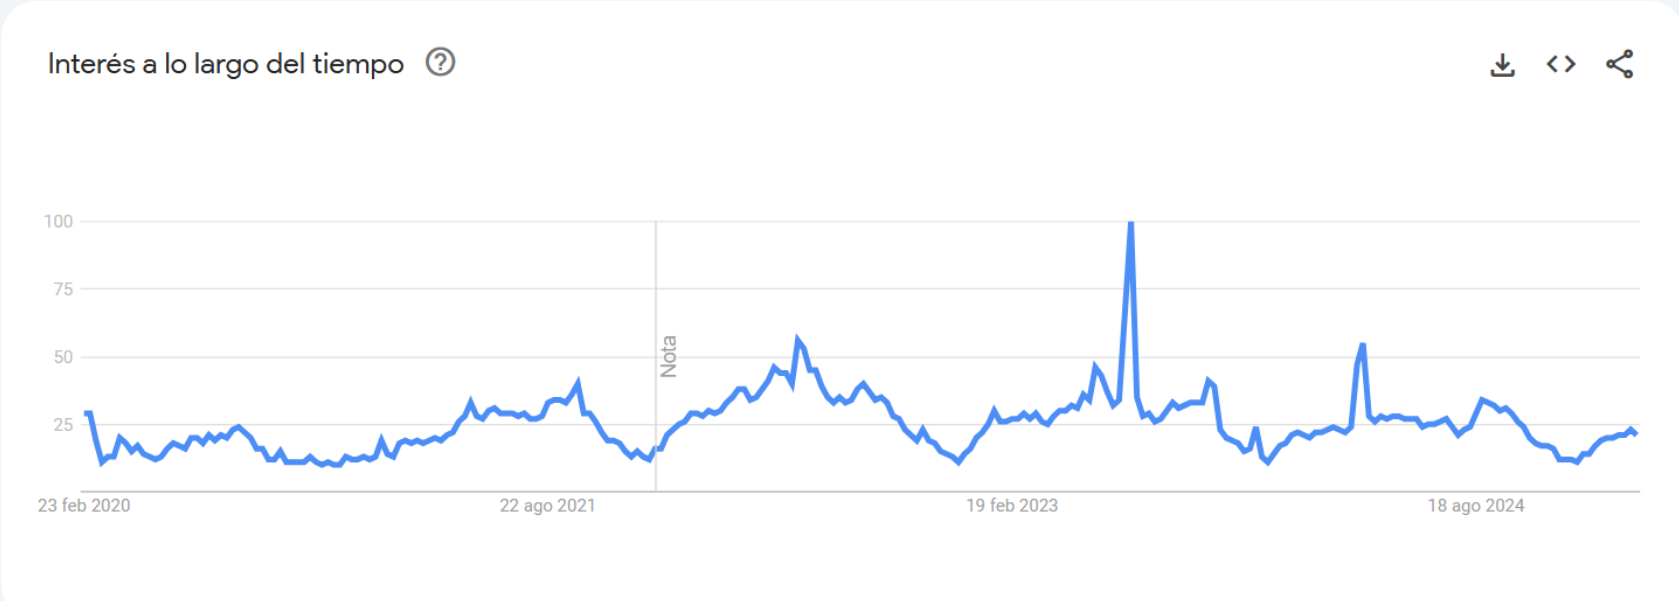 Interés a lo largo del tiempo
100
75
50
25
Nota
23 feb 2020
22 ago 2021
19 feb 2023
18 ago 2024